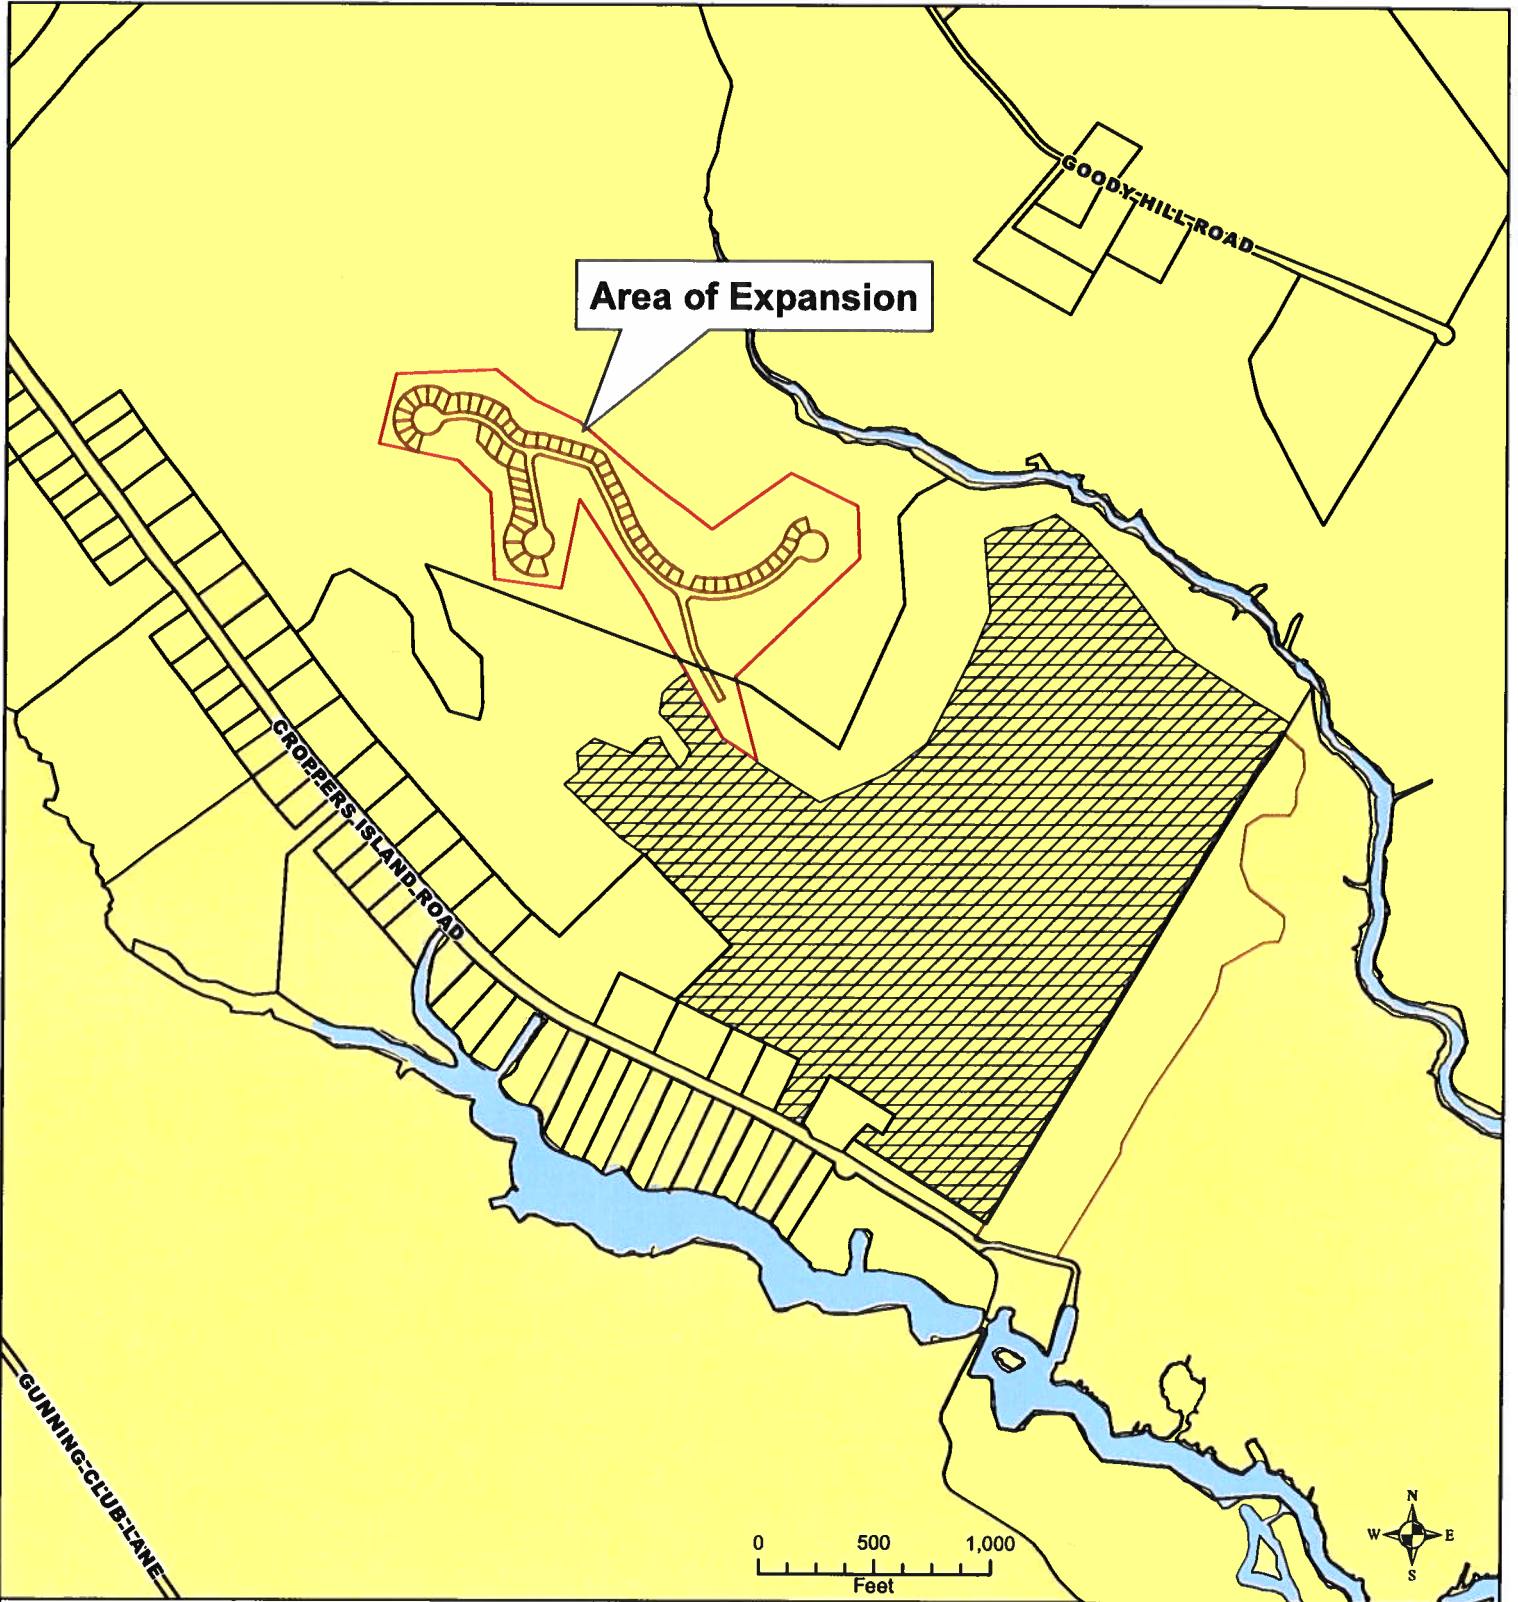 GOODY HILL ROAD
Area of Expansion
CROPPERS ISLAND ROAD
GUNNING CLUB LANE
0 500 1,000
Feet
N
W E
S